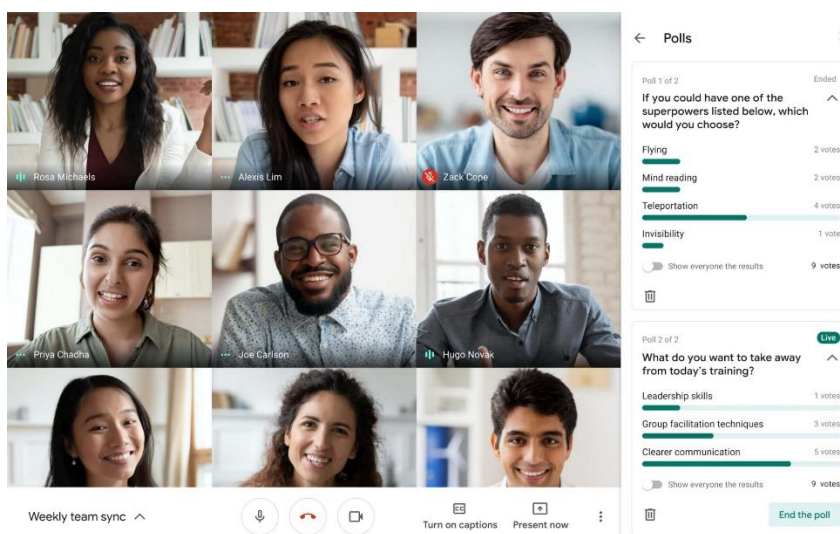 Rosa Michaels
Alexis Lim
Zack Cope
Priya Chadha
Joe Carlson
Hugo Novak
Weekly team sync
CC
Turn on captions
Present now
Polls
Poll 1 of 2
Ended
If you could have one of the
superpowers listed below, which
would you choose?
Flying
2 votes
Mind reading
2 votes
Teleportation
4 votes
Invisibility
1 vote
Show everyone the results
9 votes
Poll 2 of 2
Live
What do you want to take away
from today's training?
Leadership skills
1 votes
Group facilitation techniques
3 votes
Clearer communication
5 votes
Show everyone the results
9 votes
End the poll